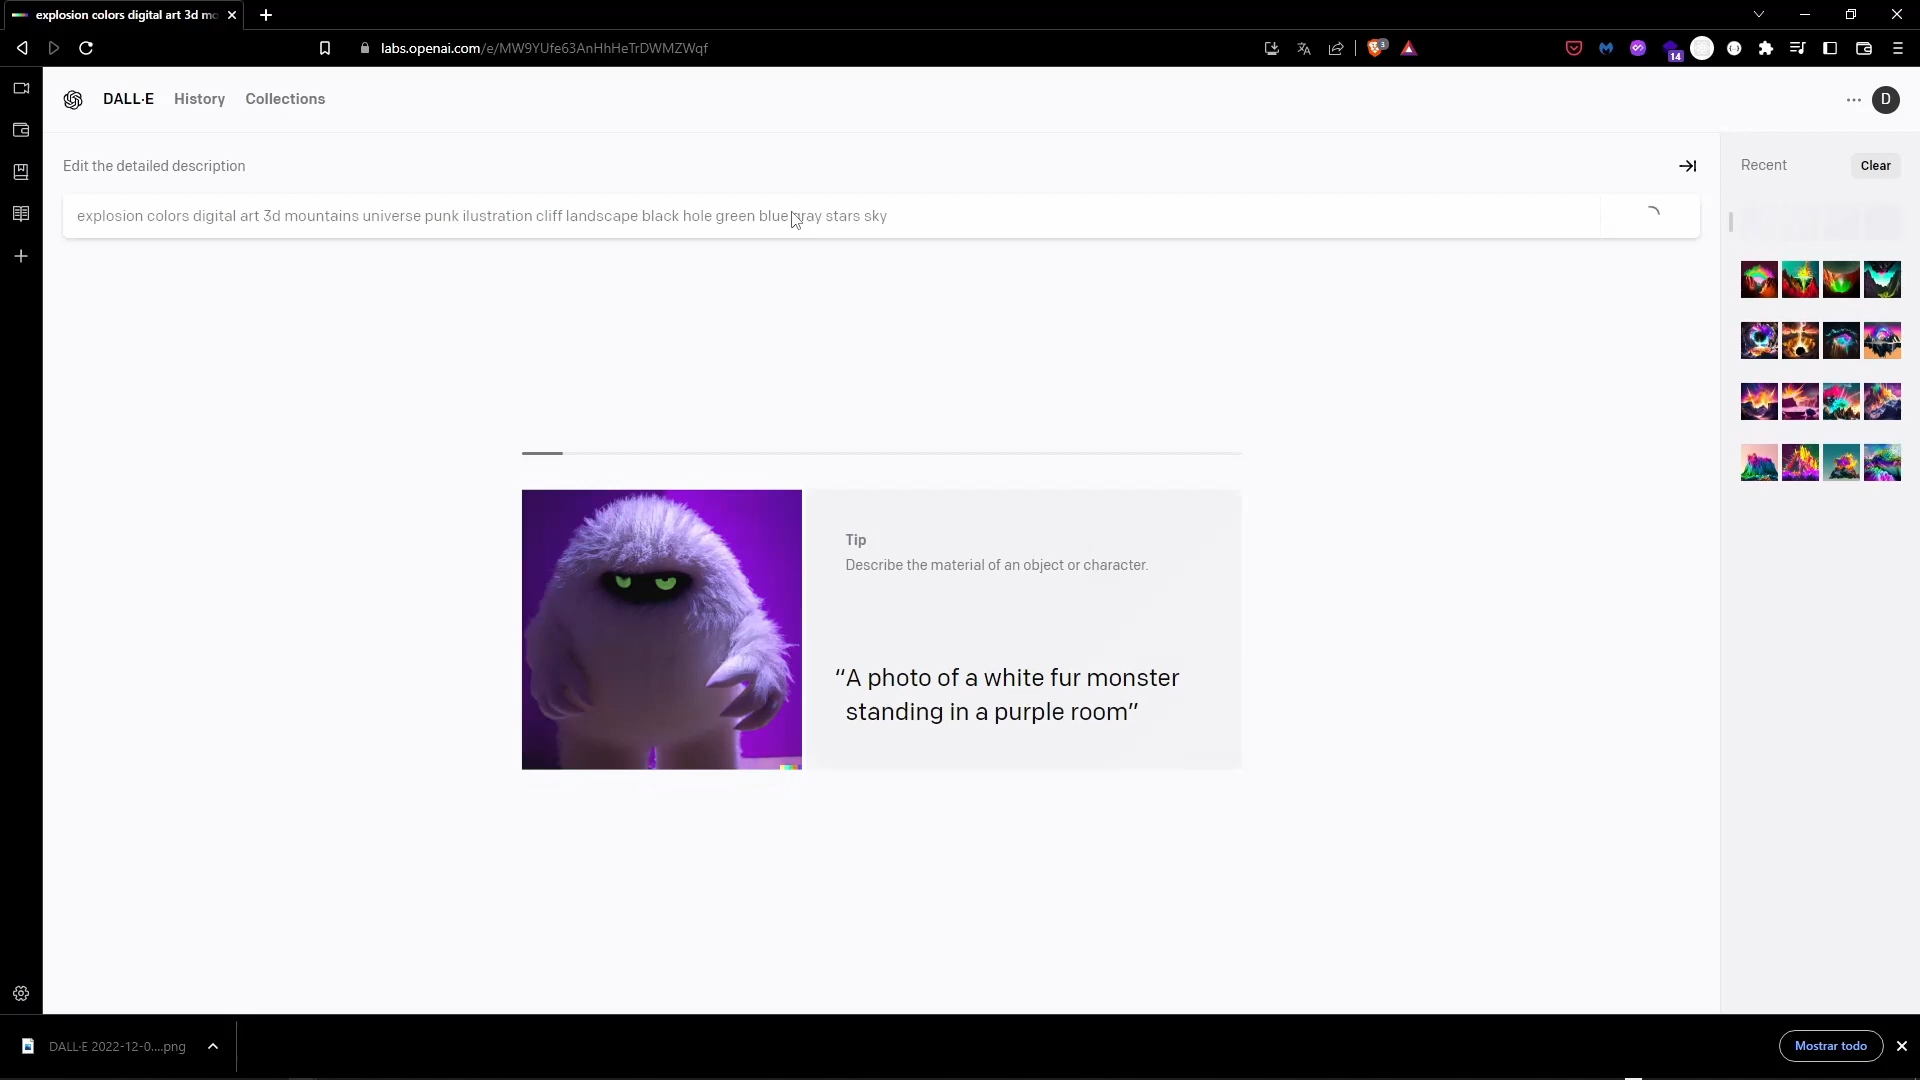 explosion colors digital art 3d mo
labs.openai.com/e/MW9YUfe63AnHhHeTrDWMZWqf
3
14
DALL·E History Collections
D
Edit the detailed description
Recent
Clear
explosion colors digital art 3d mountains universe punk ilustration cliff landscape black hole green blue gray stars sky
Tip
Describe the material of an object or character.
“A photo of a white fur monster
standing in a purple room”
DALL·E 2022-12-0....png
Mostrar todo